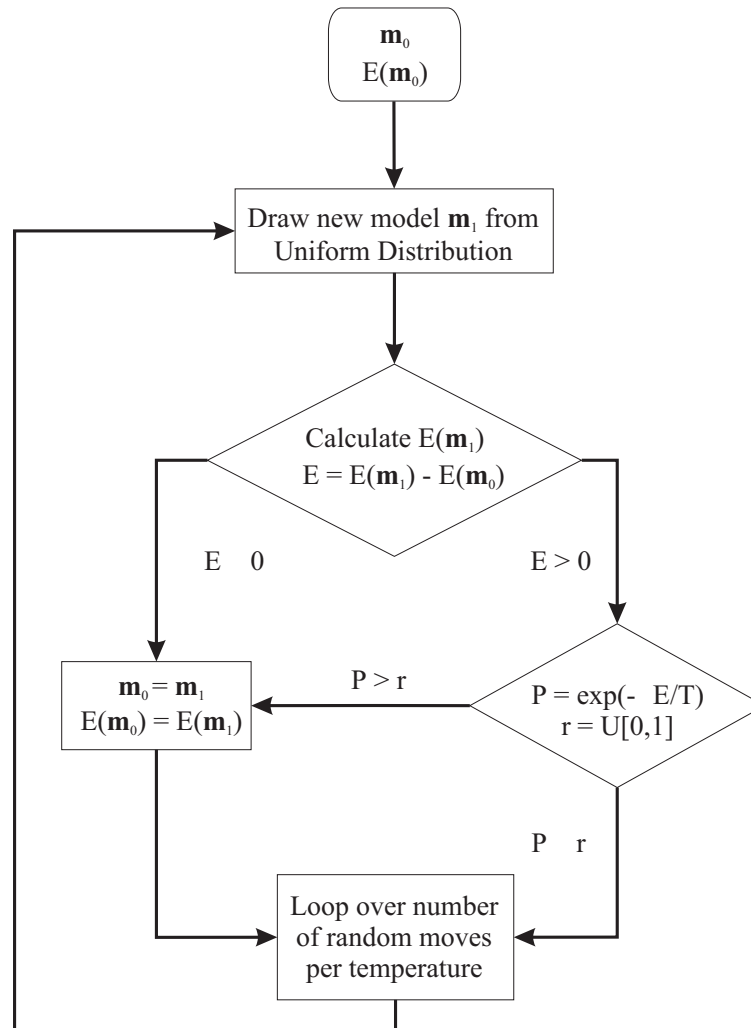 m₀
E(m₀)
Draw new model m₁ from
Uniform Distribution
Calculate E(m₁)
E = E(m₁) - E(m₀)
E 0
E > 0
m₀ = m₁
E(m₀) = E(m₁)
P > r
P = exp(- E/T)
r = U[0,1]
P r
Loop over number
of random moves
per temperature